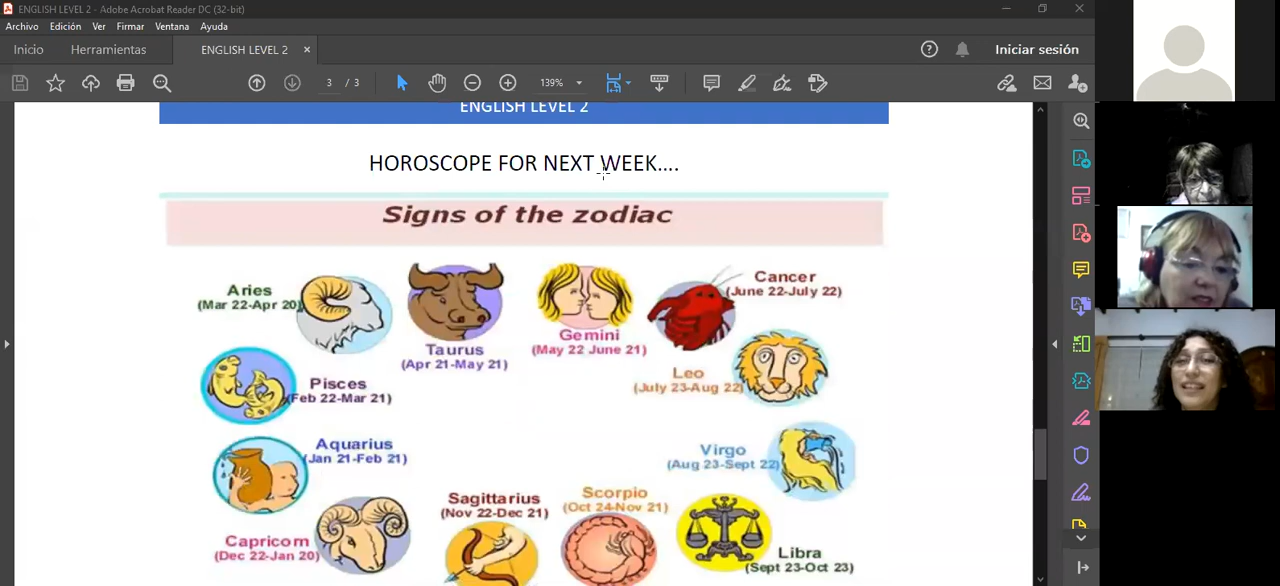 ENGLISH LEVEL 2 - Adobe Acrobat Reader DC (32-bit)
Archivo Edición Ver Firmar Ventana Ayuda
Inicio Herramientas ENGLISH LEVEL 2 × Iniciar sesión
3 / 3 139%
ENGLISH LEVEL 2
HOROSCOPE FOR NEXT WEEK....
Signs of the zodiac
Aries
(Mar 22-Apr 20)
Taurus
(Apr 21-May 21)
Gemini
(May 22 June 21)
Cancer
(June 22-July 22)
Leo
(July 23-Aug 22)
Pisces
(Feb 22-Mar 21)
Aquarius
(Jan 21-Feb 21)
Virgo
(Aug 23-Sept 22)
Capricorn
(Dec 22-Jan 20)
Sagittarius
(Nov 22-Dec 21)
Scorpio
(Oct 24-Nov 21)
Libra
(Sept 23-Oct 23)